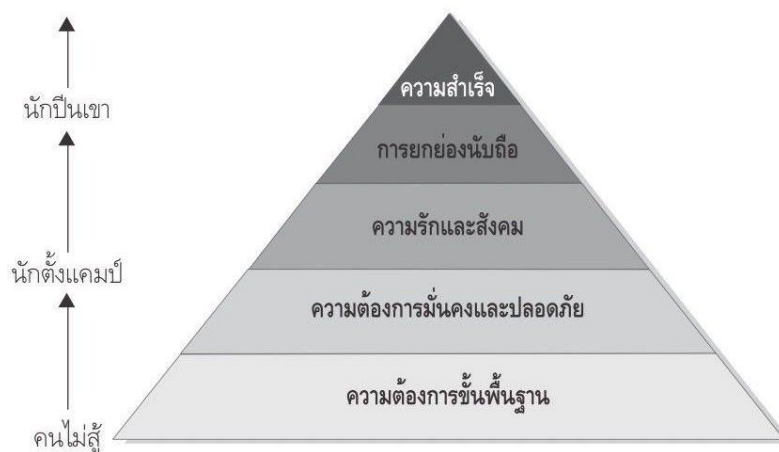 ความสำเร็จ
นักปีนเขา
การยกย่องนับถือ
ความรักและสังคม
นักตั้งแคมป์
ความต้องการมั่นคงและปลอดภัย
ความต้องการขั้นพื้นฐาน
คนไม่สู้